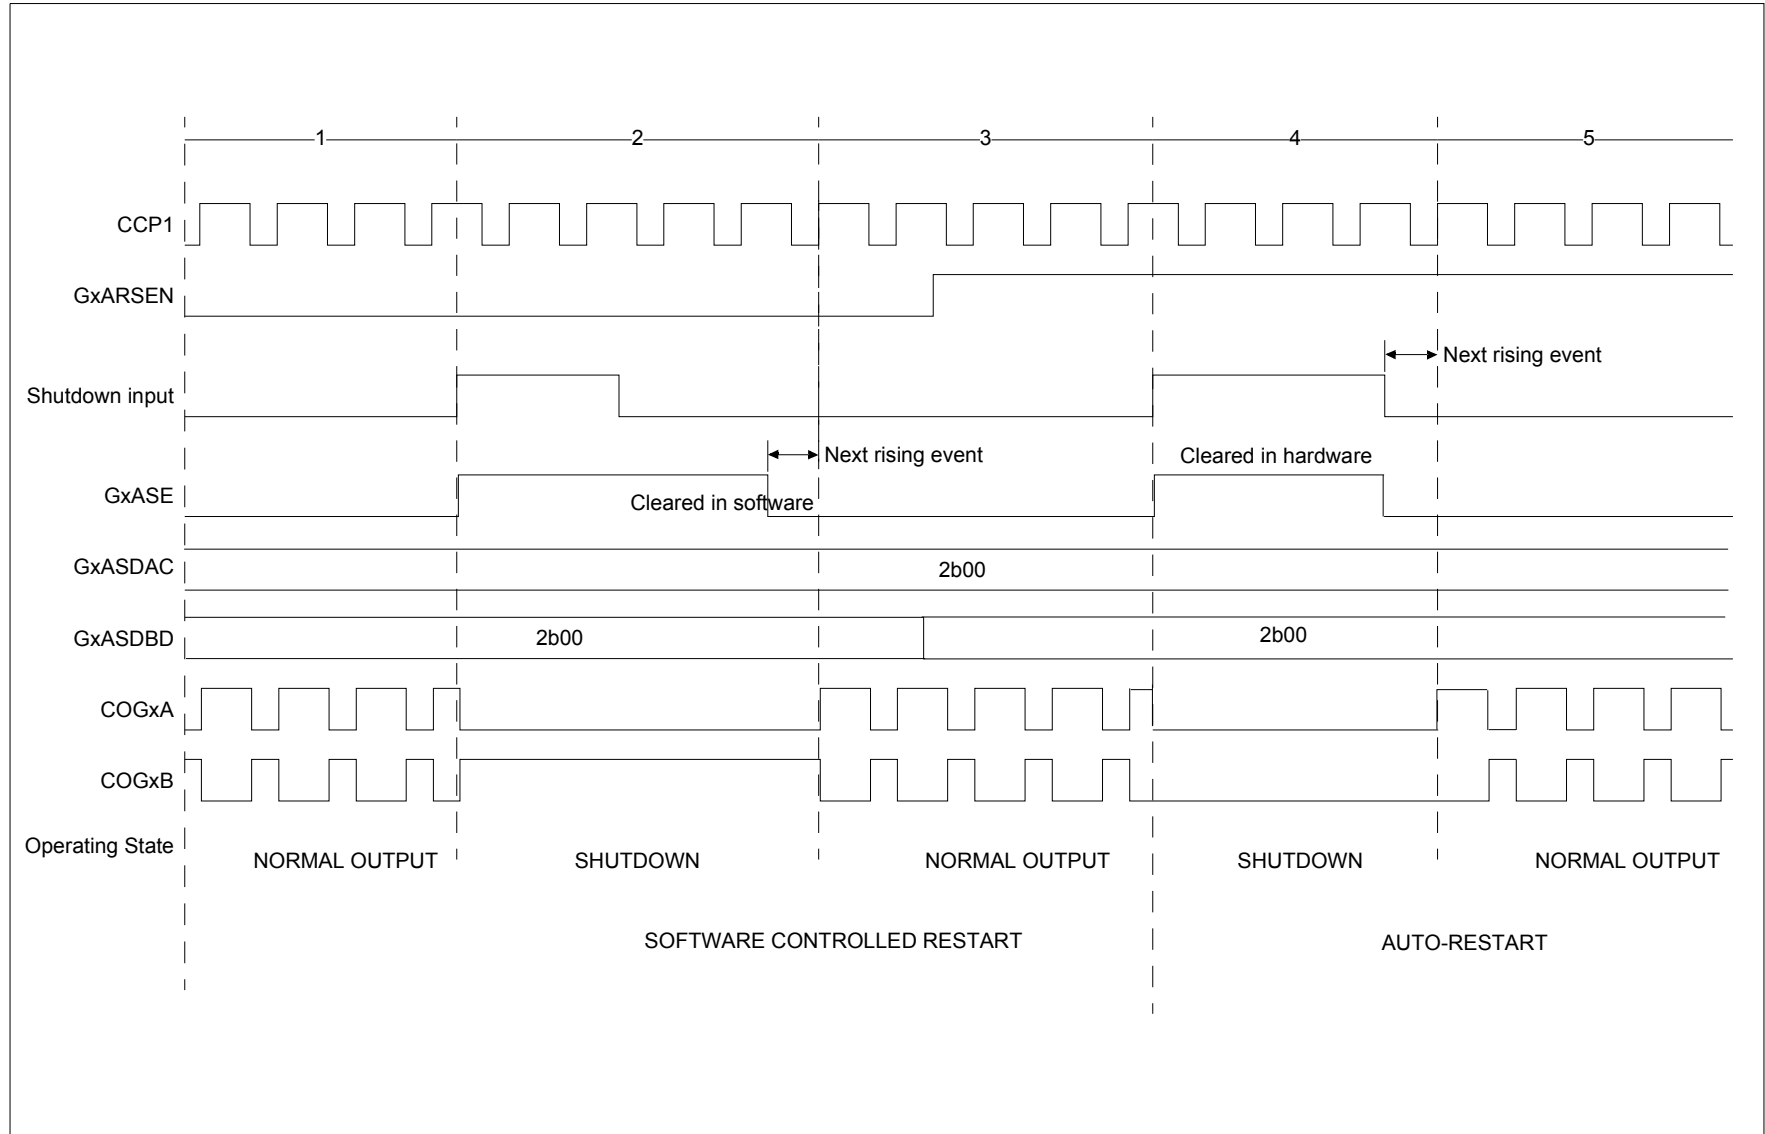 1 2 3 4 5
CCP1
GxARSEN
Next rising event
Shutdown input
Next rising event
Cleared in hardware
GxASE
Cleared in software
GxASDAC
2b00
GxASDBD
2b00 2b00
COGxA
COGxB
Operating State
NORMAL OUTPUT SHUTDOWN NORMAL OUTPUT SHUTDOWN NORMAL OUTPUT
SOFTWARE CONTROLLED RESTART AUTO-RESTART